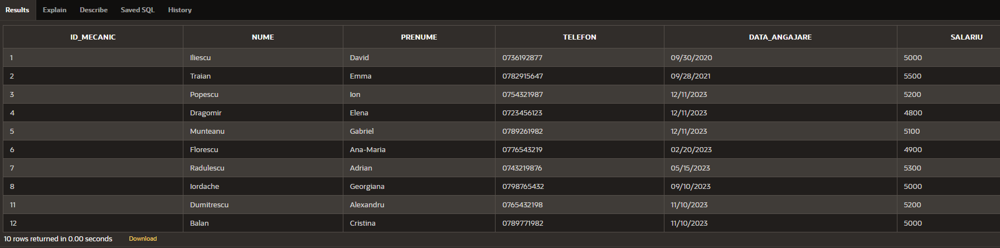 Results Explain Describe Saved SQL History
ID_MECANIC NUME PRENUME TELEFON DATA_ANGAJARE SALARIU
1 Iliescu David 0736192877 09/30/2020 5000
2 Traian Emma 0782915647 09/28/2021 5500
3 Popescu Ion 0754321987 12/11/2023 5200
4 Dragomir Elena 0723456123 12/11/2023 4800
5 Munteanu Gabriel 0789261982 12/11/2023 5100
6 Florescu Ana-Maria 0776543219 02/20/2023 4900
7 Radulescu Adrian 0743219876 05/15/2023 5300
8 Iordache Georgiana 0798765432 09/10/2023 5000
11 Dumitrescu Alexandru 0765432198 11/10/2023 5200
12 Balan Cristina 0789771982 11/10/2023 5000
10 rows returned in 0.00 seconds Download